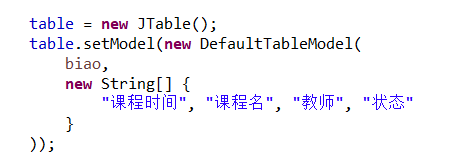 table = new JTable();
table.setModel(new DefaultTableModel(
biao,
new String[] {
"课程时间", "课程名", "教师", "状态"
}
));